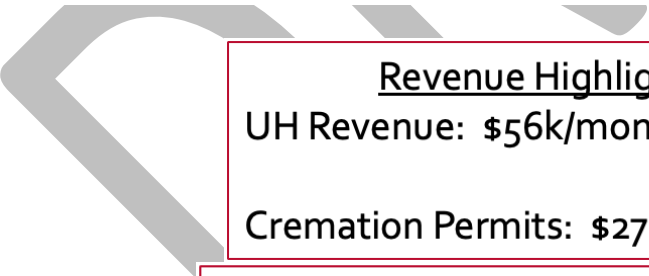 Revenue Highlig
UH Revenue: $56k/mon
Cremation Permits: $27